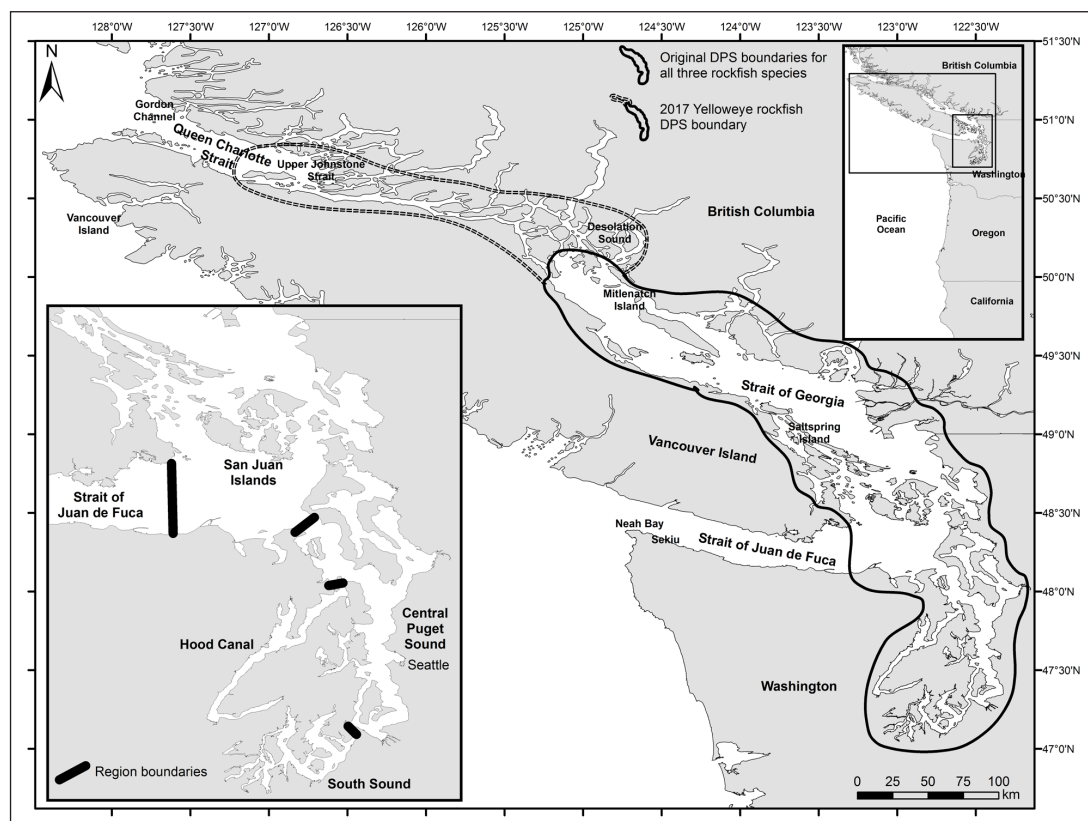 128°0'W 127°30'W 127°0'W 126°30'W 126°0'W 125°30'W 125°0'W 124°30'W 124°0'W 123°30'W 123°0'W 122°30'W
51°30'N
51°0'N
50°30'N
50°0'N
49°30'N
49°0'N
48°30'N
48°0'N
47°30'N
47°0'N
N
Original DPS boundaries for
all three rockfish species
2017 Yelloweye rockfish
DPS boundary
British Columbia
Washington
Pacific
Ocean
Oregon
California
Gordon
Channel
Queen Charlotte
Strait
Upper Johnstone
Strait
Vancouver
Island
British Columbia
Desolation
Sound
Mitlenatch
Island
Strait of Georgia
Saltspring
Island
Vancouver Island
Neah Bay
Sekiu
Strait of Juan de Fuca
Washington
San Juan
Islands
Strait of
Juan de Fuca
Hood Canal
Central
Puget
Sound
Seattle
South Sound
Region boundaries
0 25 50 75 100
km